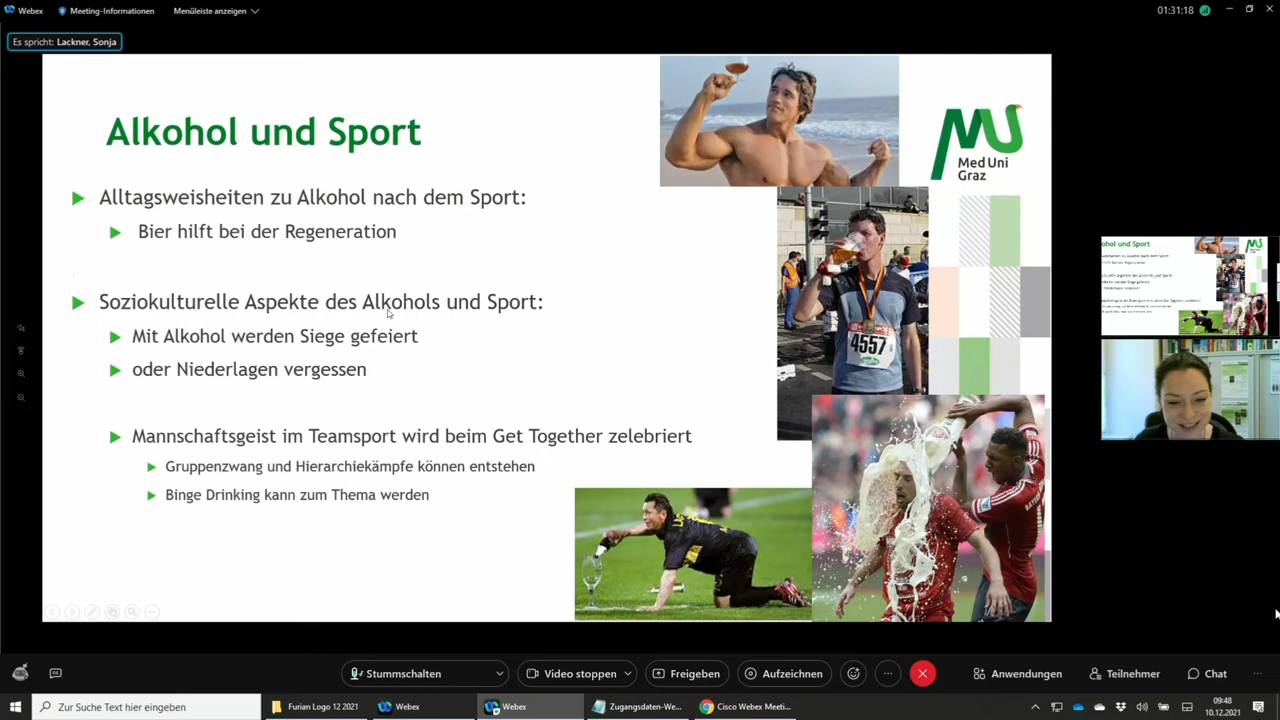 Webex
Meeting-Informationen
Menüleiste anzeigen
01:31:18
Es spricht: Lackner, Sonja
Alkohol und Sport
Med Uni
Graz
Alltagsweisheiten zu Alkohol nach dem Sport:
Bier hilft bei der Regeneration
Soziokulturelle Aspekte des Alkohols und Sport:
Mit Alkohol werden Siege gefeiert
oder Niederlagen vergessen
Mannschaftsgeist im Teamsport wird beim Get Together zelebriert
Gruppenzwang und Hierarchiekämpfe können entstehen
Binge Drinking kann zum Thema werden
4557
ohol und Sport
Stummschalten
Video stoppen
Freigeben
Aufzeichnen
Anwendungen
Teilnehmer
Chat
Zur Suche Text hier eingeben
Furian Logo 12 2021
Webex
Webex
Zugangsdaten-We...
Cisco Webex Meeti...
09:48
10.12.2021